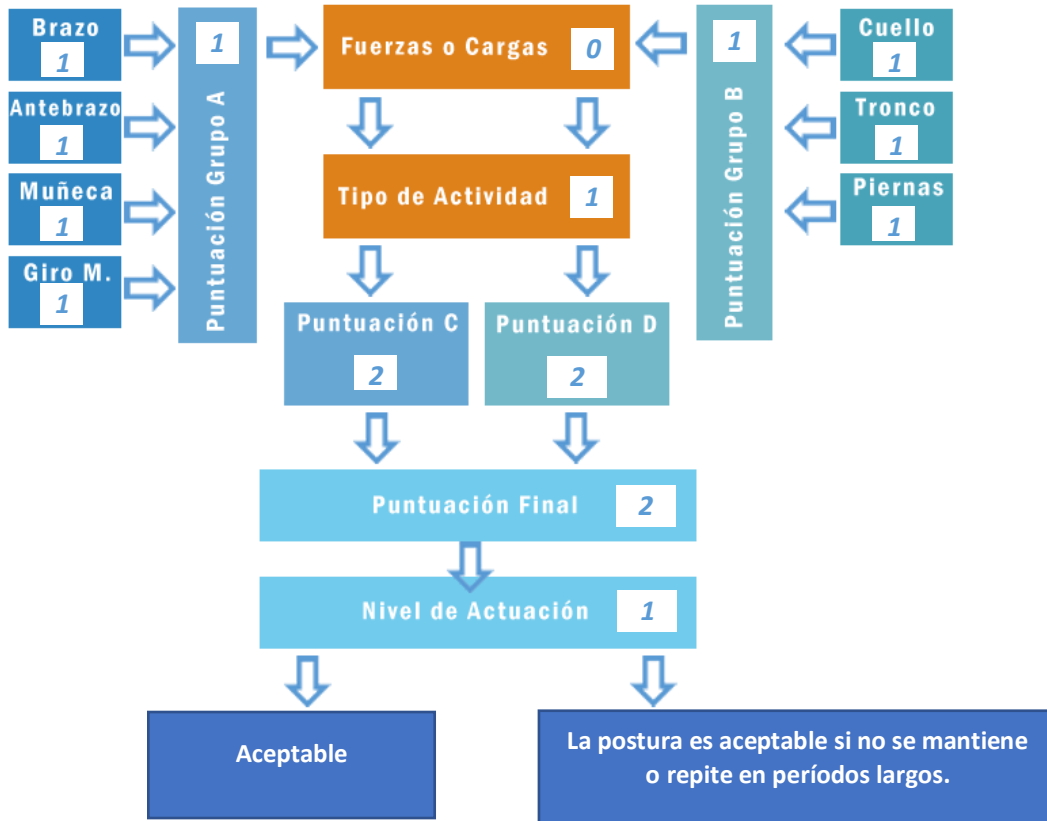 Brazo
1
Antebrazo
1
Muñeca
1
Giro M.
1
Puntuación Grupo A
1
Fuerzas o Cargas 0
Tipo de Actividad 1
Puntuación Grupo B
1
Cuello
1
Tronco
1
Piernas
1
Puntuación C
2
Puntuación D
2
Puntuación Final 2
Nivel de Actuación 1
Aceptable
La postura es aceptable si no se mantiene
o repite en períodos largos.